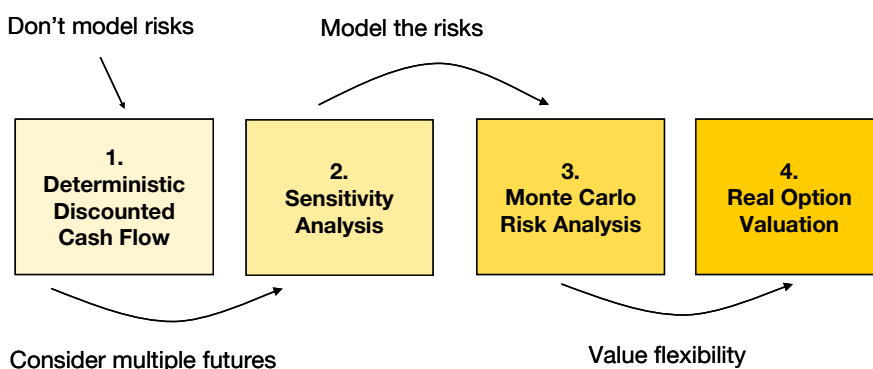 Don't model risks
Model the risks
1.
Deterministic
Discounted
Cash Flow
2.
Sensitivity
Analysis
3.
Monte Carlo
Risk Analysis
4.
Real Option
Valuation
Consider multiple futures
Value flexibility